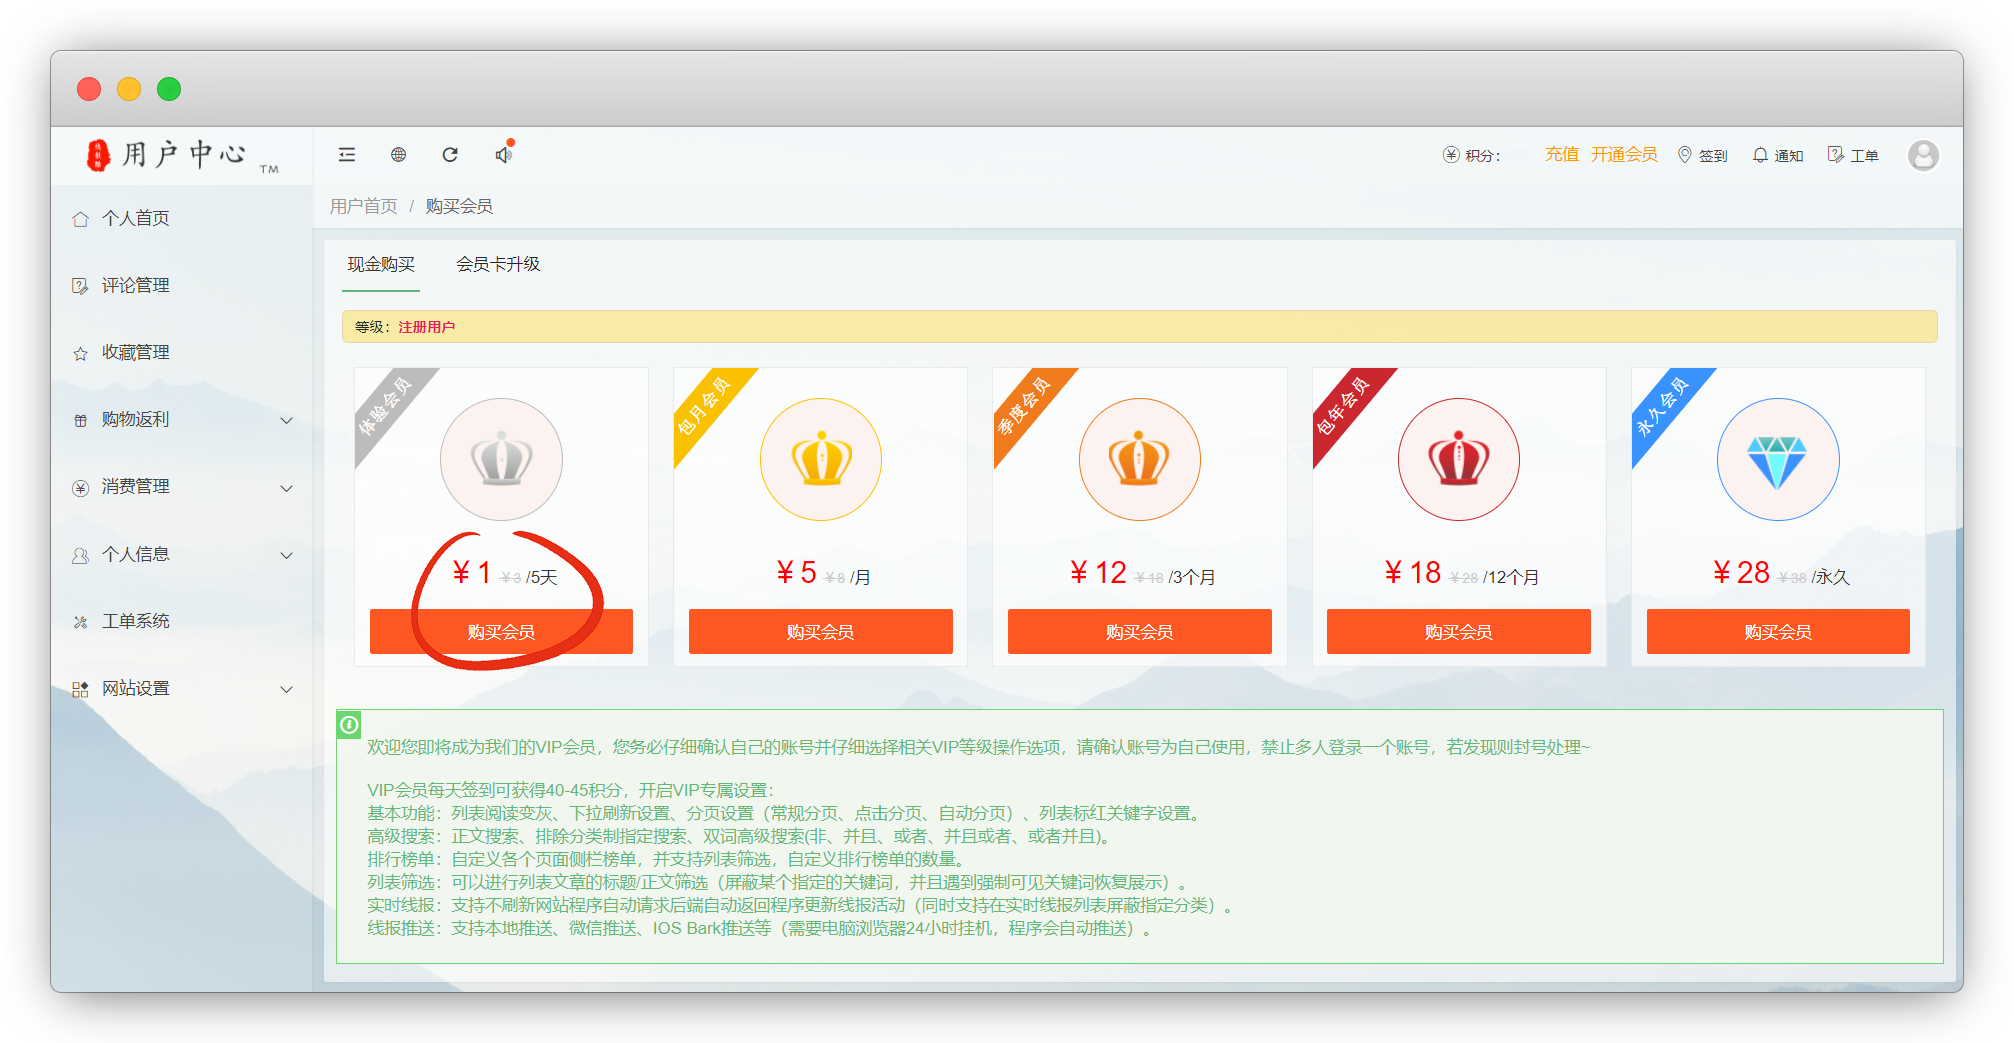 用户中心 TM
积分：
充值 开通会员 签到 通知 工单
个人首页
评论管理
收藏管理
购物返利
消费管理
个人信息
工单系统
网站设置
用户首页 / 购买会员
现金购买 会员卡升级
等级：注册用户
体验会员
¥ 1 ¥ 3 /5天
购买会员
包月会员
¥ 5 ¥ 8 /月
购买会员
季度会员
¥ 12 ¥ 18 /3个月
购买会员
包年会员
¥ 18 ¥ 28 /12个月
购买会员
永久会员
¥ 28 ¥ 38 /永久
购买会员
欢迎您即将成为我们的VIP会员，您务必仔细确认自己的账号并仔细选择相关VIP等级操作选项，请确认账号为自己使用，禁止多人登录一个账号，若发现则封号处理~
VIP会员每天签到可获得40-45积分，开启VIP专属设置：
基本功能：列表阅读变灰、下拉刷新设置、分页设置（常规分页、点击分页、自动分页）、列表标红关键字设置。
高级搜索：正文搜索、排除分类制指定搜索、双词高级搜索(非、并且、或者、并且或者、或者并且)。
排行榜单：自定义各个页面侧栏榜单，并支持列表筛选，自定义排行榜单的数量。
列表筛选：可以进行列表文章的标题/正文筛选（屏蔽某个指定的关键词，并且遇到强制可见关键词恢复展示）。
实时线报：支持不刷新网站程序自动请求后端自动返回程序更新线报活动（同时支持在实时线报列表屏蔽指定分类）。
线报推送：支持本地推送、微信推送、IOS Bark推送等（需要电脑浏览器24小时挂机，程序会自动推送）。